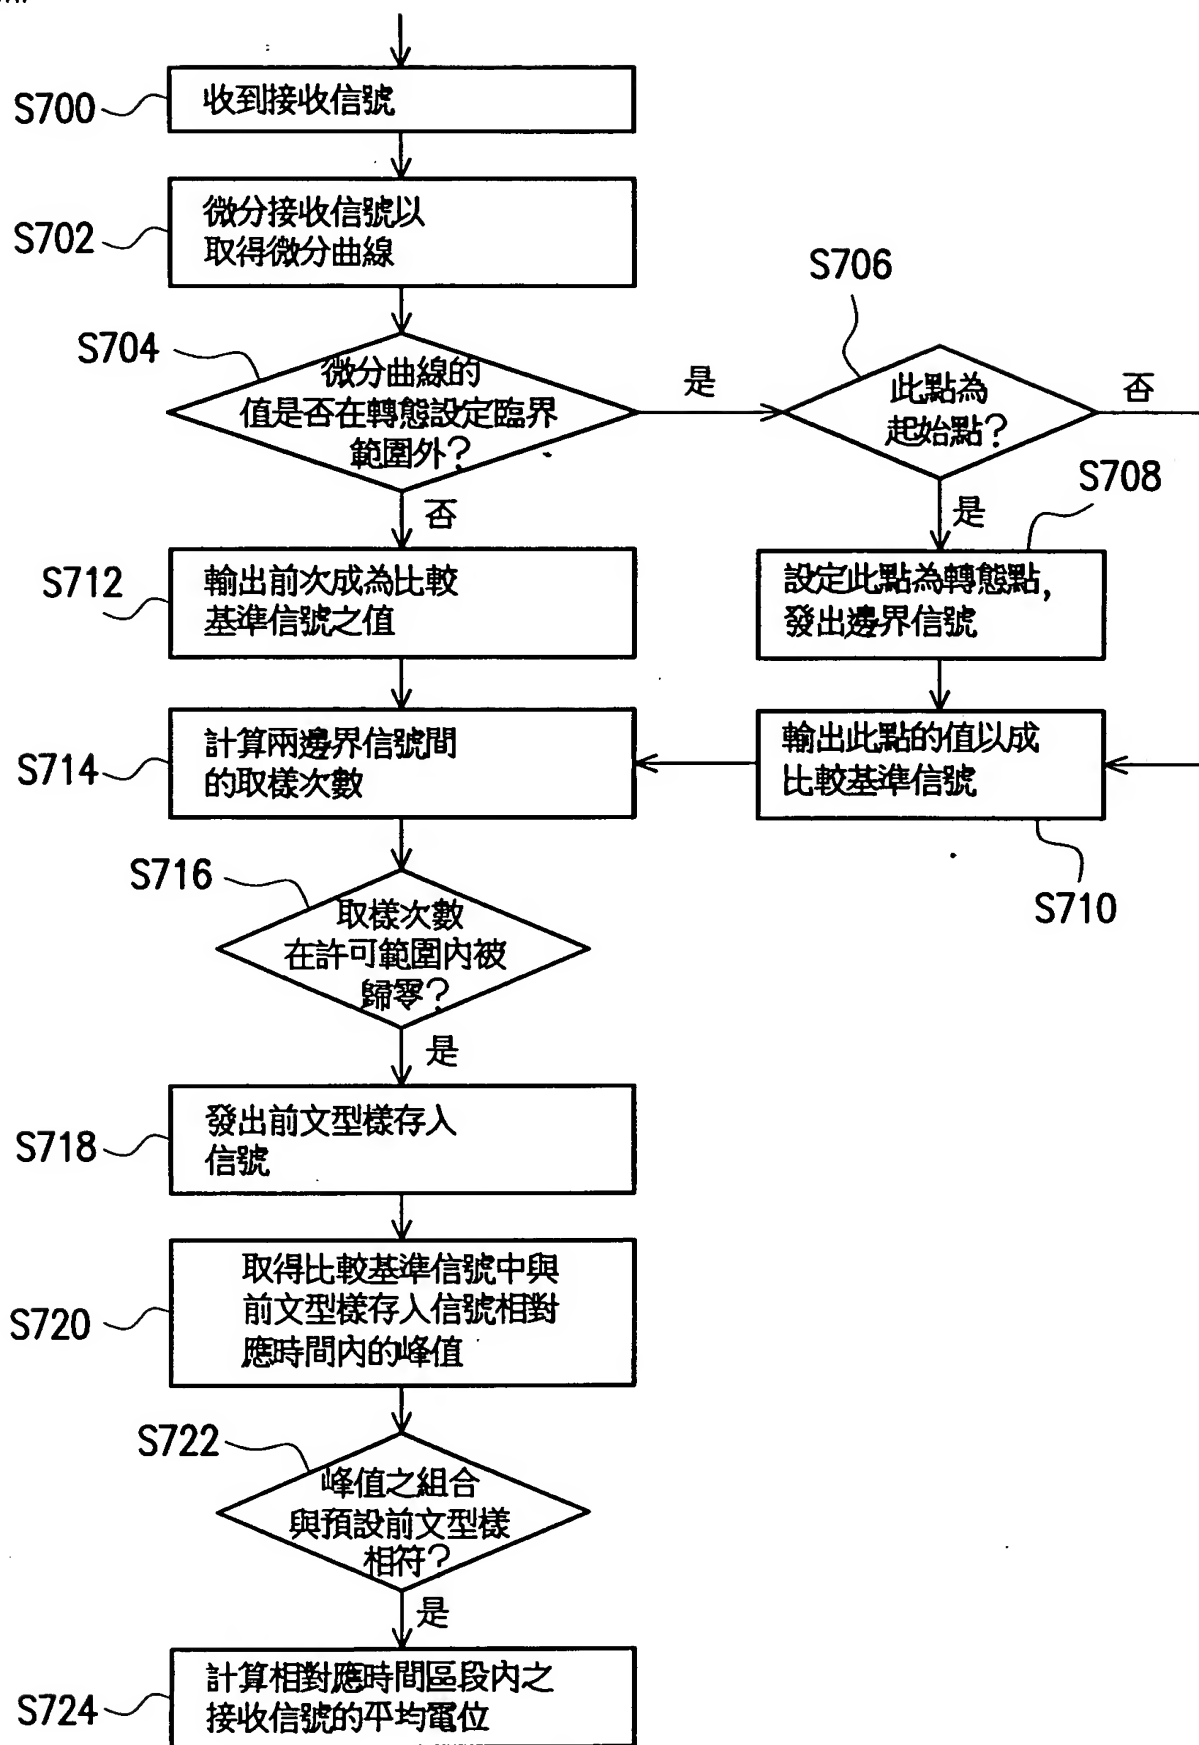 S700
收到接收信號
S702
微分接收信號以
取得微分曲線
S704
微分曲線的
值是否在轉態設定臨界
範圍外?
是
否
S706
此點為
起始點?
否
是
S708
設定此點為轉態點,
發出邊界信號
S712
輸出前次成為比較
基準信號之值
S710
輸出此點的值以成
比較基準信號
S714
計算兩邊界信號間
的取樣次數
S716
取樣次數
在許可範圍內被
歸零?
是
S718
發出前文型樣存入
信號
S720
取得比較基準信號中與
前文型樣存入信號相對
應時間內的峰值
S722
峰值之組合
與預設前文型樣
相符?
是
S724
計算相對應時間區段內之
接收信號的平均電位